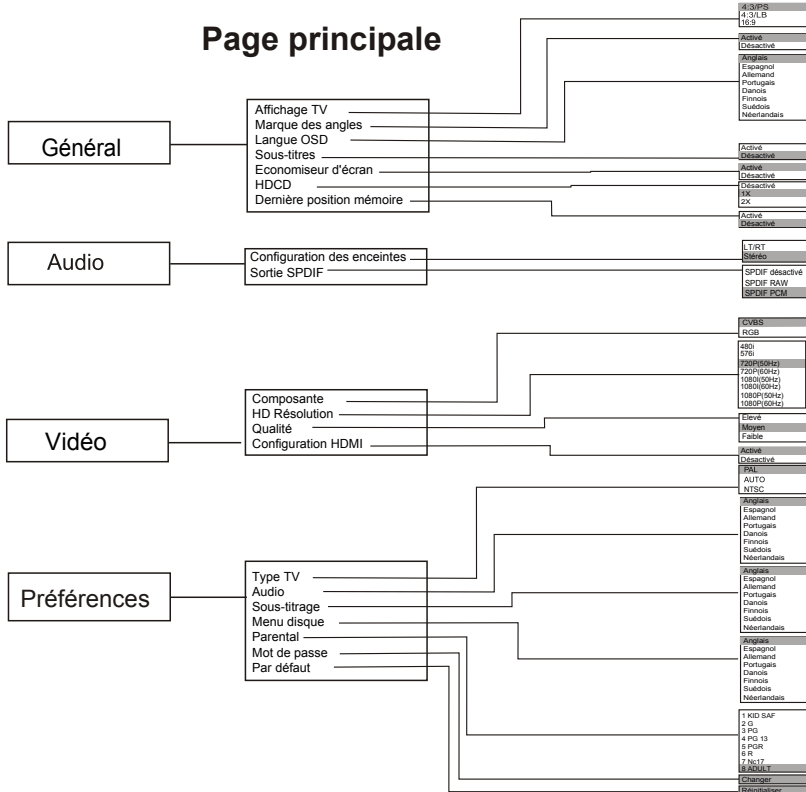 Page principale
Général
Affichage TV
Marque des angles
Langue OSD
Sous-titres
Economiseur d'écran
HDCD
Dernière position mémoire
4:3/PS
4:3/LB
16:9
Activé
Désactivé
Anglais
Espagnol
Allemand
Portugais
Danois
Finnois
Suédois
Néerlandais
Activé
Désactivé
Activé
Désactivé
Désactivé
1X
2X
Activé
Désactivé
Audio
Configuration des enceintes
Sortie SPDIF
LT/RT
Stéréo
SPDIF désactivé
SPDIF RAW
SPDIF PCM
Vidéo
Composante
HD Résolution
Qualité
Configuration HDMI
CVBS
RGB
480i
576i
720P(50Hz)
720P(60Hz)
1080I(50Hz)
1080I(60Hz)
1080P(50Hz)
1080P(60Hz)
Elevé
Moyen
Faible
Activé
Désactivé
Préférences
Type TV
Audio
Sous-titrage
Menu disque
Parental
Mot de passe
Par défaut
PAL
AUTO
NTSC
Anglais
Espagnol
Allemand
Portugais
Danois
Finnois
Suédois
Néerlandais
Anglais
Espagnol
Allemand
Portugais
Danois
Finnois
Suédois
Néerlandais
Anglais
Espagnol
Allemand
Portugais
Danois
Finnois
Suédois
Néerlandais
1 KID SAF
2 G
3 PG
4 PG 13
5 PGR
6 R
7 Nc17
8 ADULT
Changer
Réinitialiser